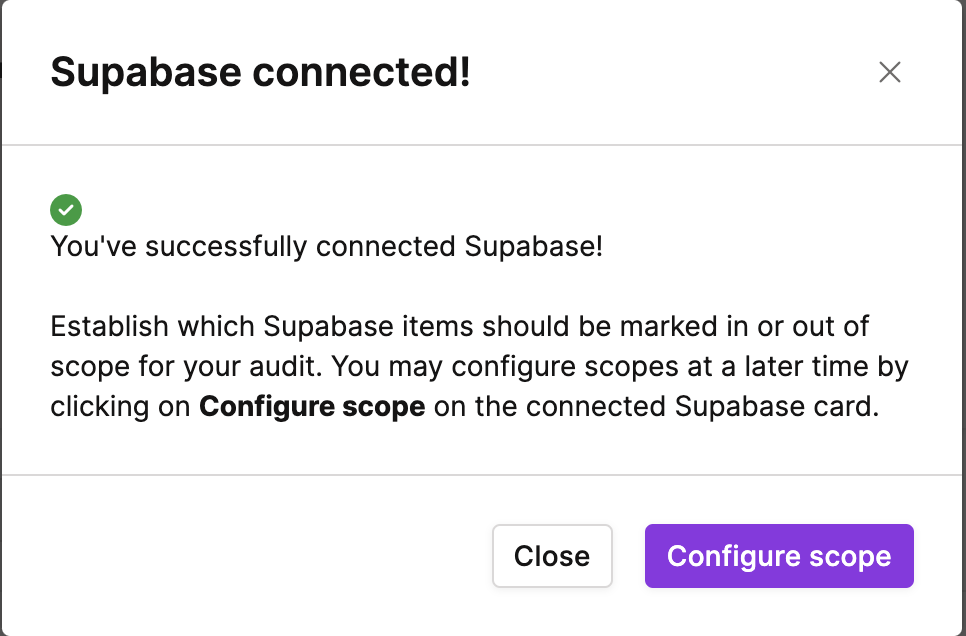 Supabase connected!
You've successfully connected Supabase!
Establish which Supabase items should be marked in or out of
scope for your audit. You may configure scopes at a later time by
clicking on Configure scope on the connected Supabase card.
Close
Configure scope